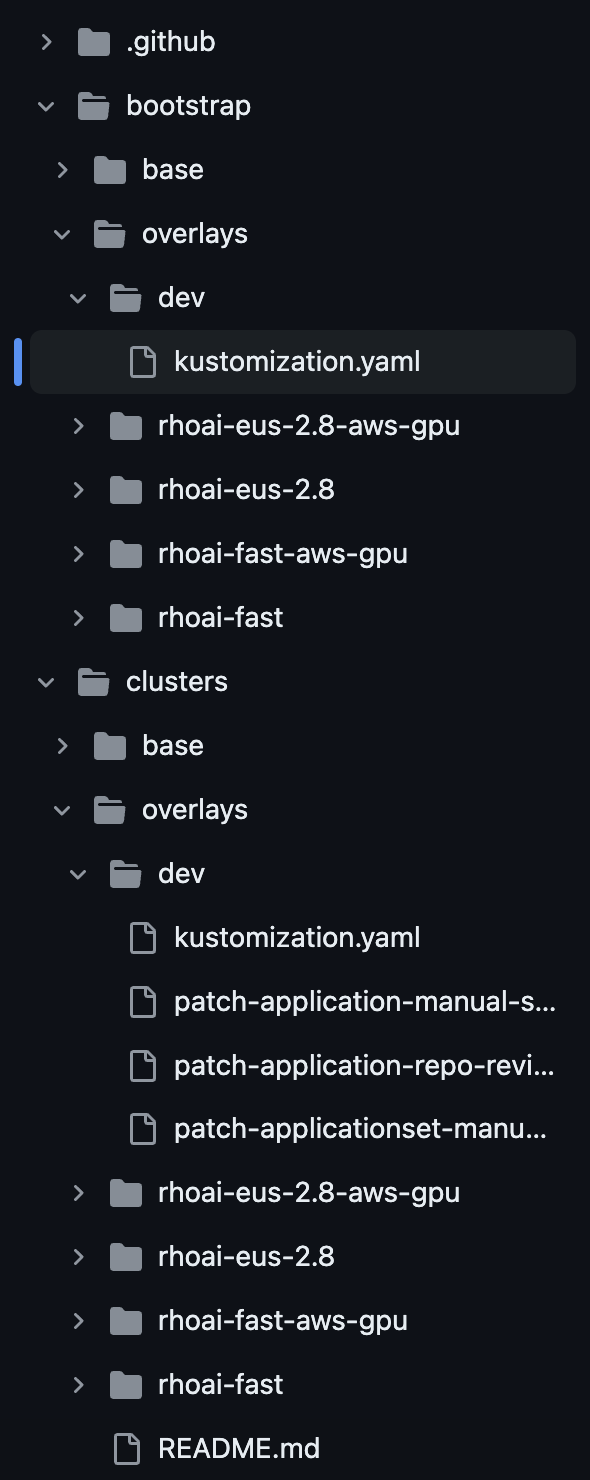 .github
bootstrap
base
overlays
dev
kustomization.yaml
rhoai-eus-2.8-aws-gpu
rhoai-eus-2.8
rhoai-fast-aws-gpu
rhoai-fast
clusters
base
overlays
dev
kustomization.yaml
patch-application-manual-s...
patch-application-repo-revi...
patch-applicationset-manu...
rhoai-eus-2.8-aws-gpu
rhoai-eus-2.8
rhoai-fast-aws-gpu
rhoai-fast
README.md